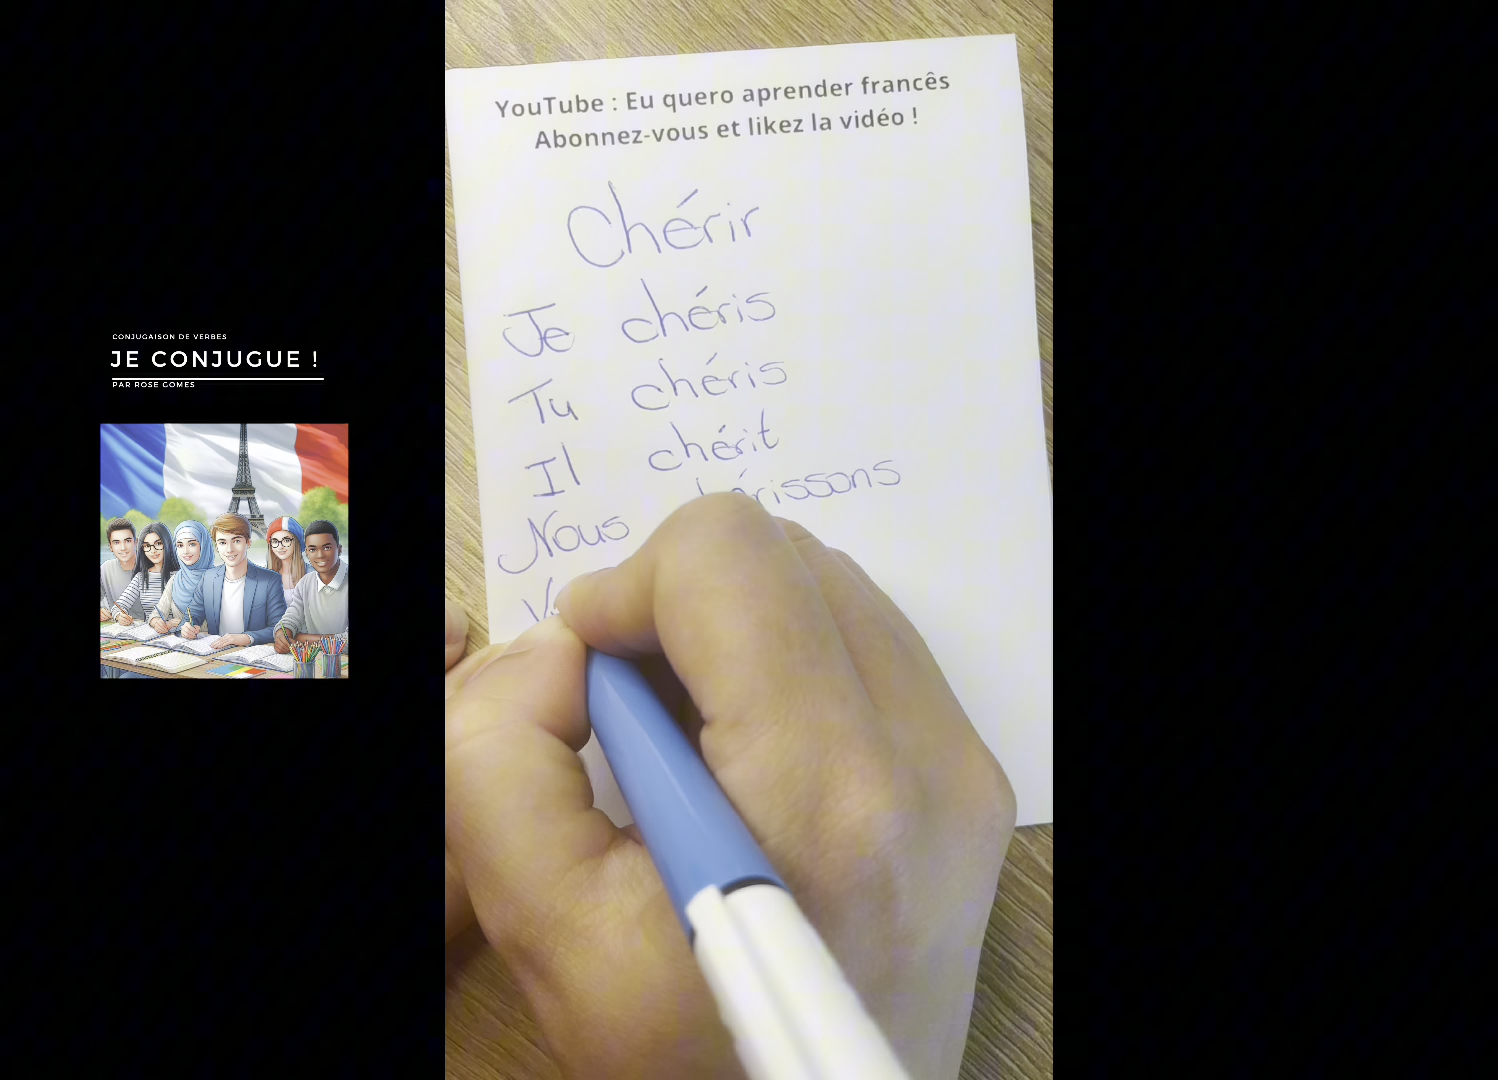 CONJUGAISON DE VERBES
JE CONJUGUE !
PAR ROSE GOMES
YouTube : Eu quero aprender francês
Abonnez-vous et likez la vidéo !
Chérir
Je chéris
Tu chéris
Il chérit
Nous